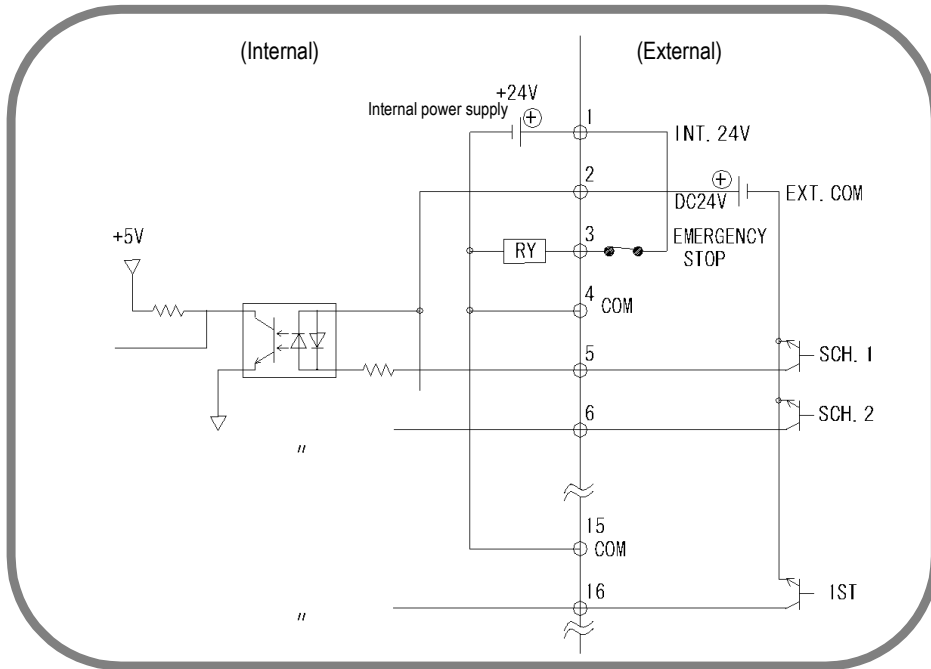 (Internal) (External)
+24V
Internal power supply ⊕ 1
INT. 24V
2 ⊕
DC24V EXT. COM
+5V
3 EMERGENCY
RY STOP
4 COM
5 SCH. 1
6 SCH. 2
〃
15
COM
16 1ST
〃